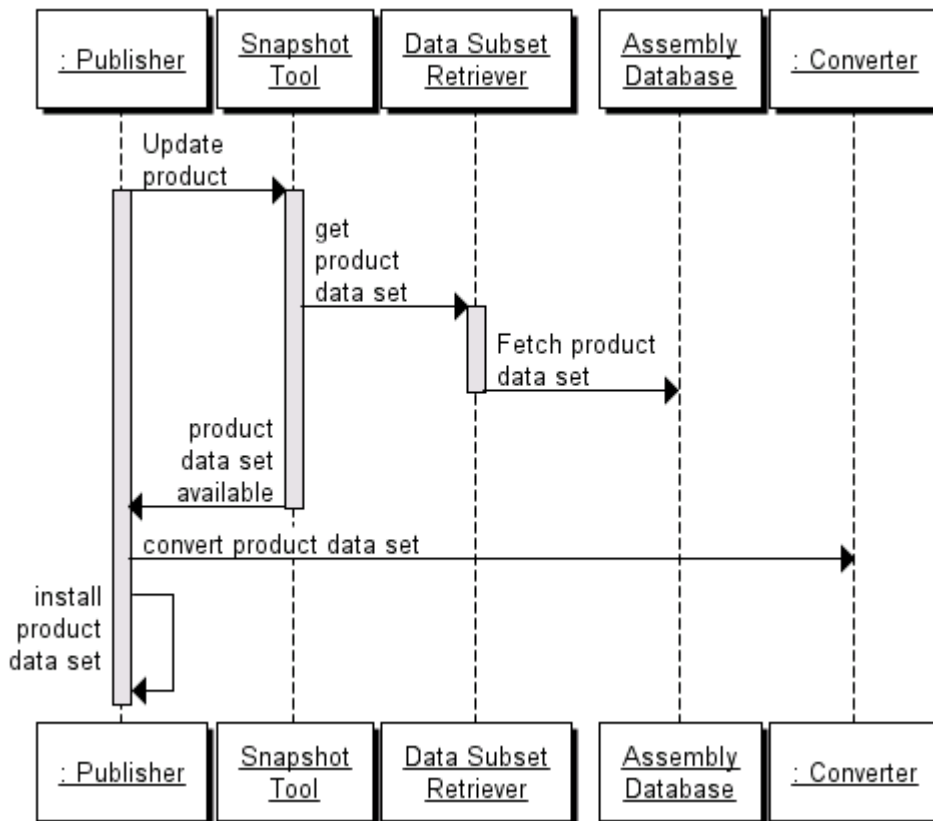 : Publisher
Snapshot
Tool
Data Subset
Retriever
Assembly
Database
: Converter
Update
product
get
product
data set
Fetch product
data set
product
data set
available
convert product data set
install
product
data set
: Publisher
Snapshot
Tool
Data Subset
Retriever
Assembly
Database
: Converter